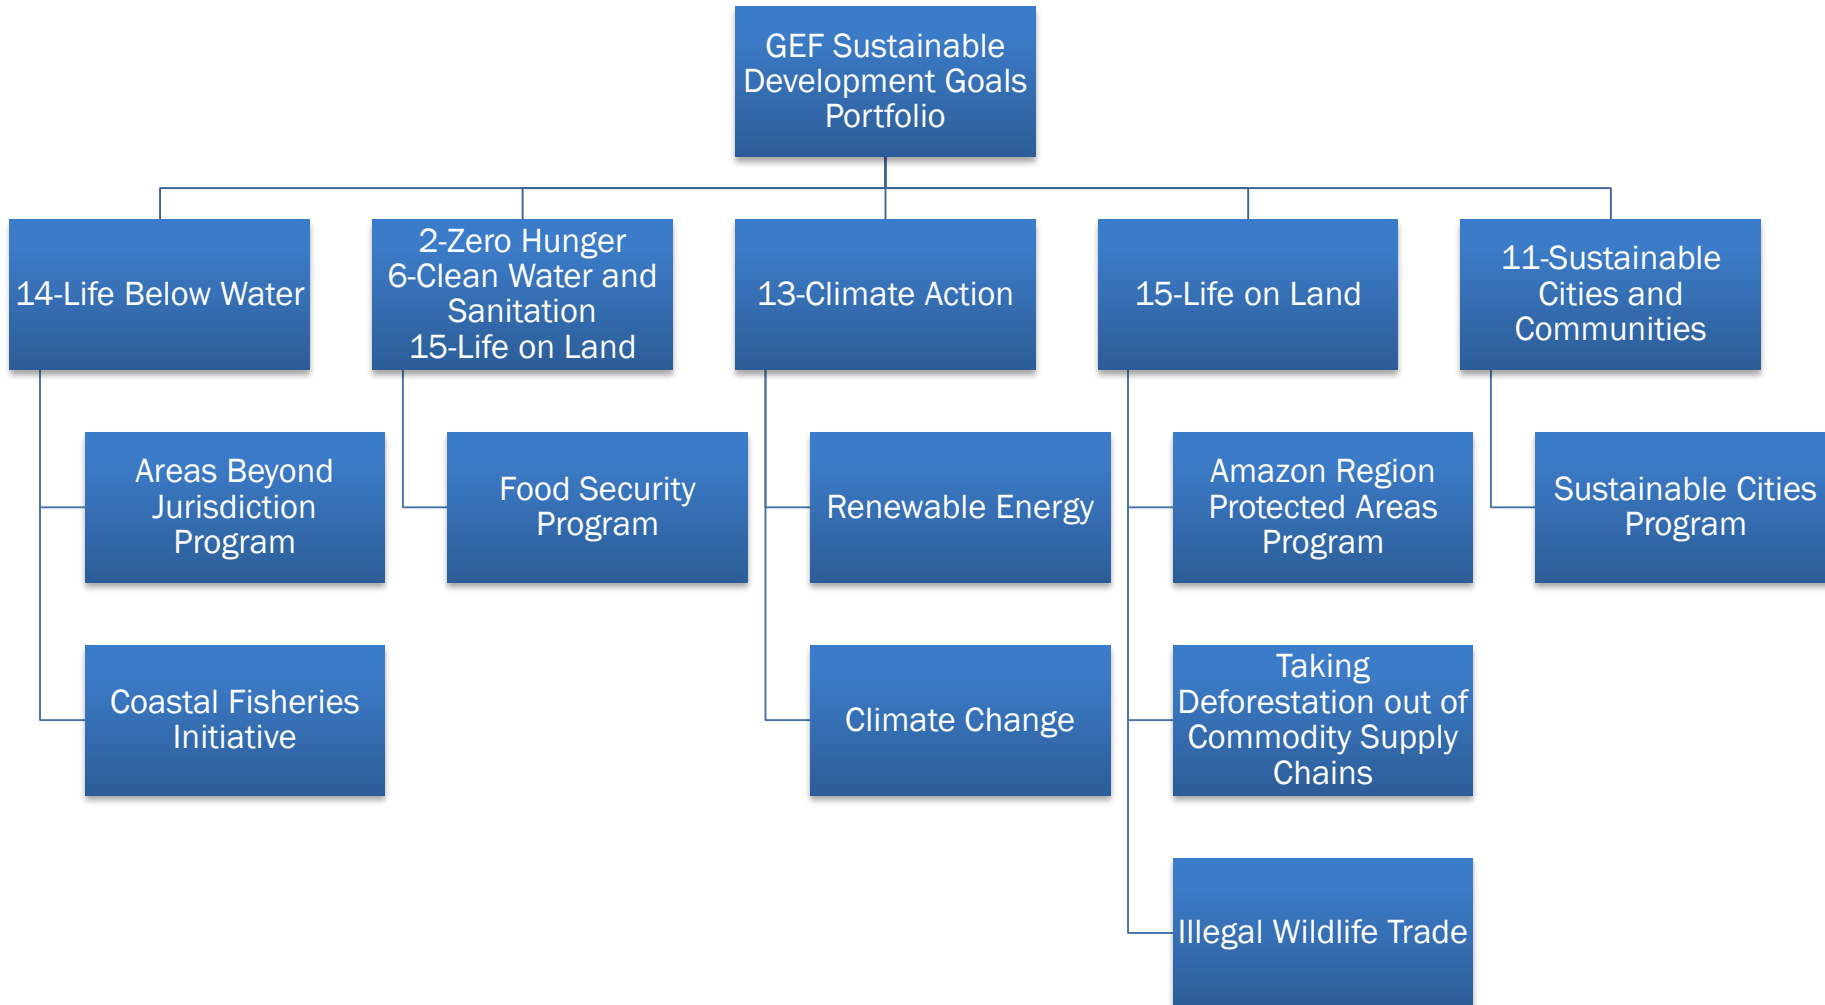 GEF Sustainable
Development Goals
Portfolio
14-Life Below Water
2-Zero Hunger
6-Clean Water and
Sanitation
15-Life on Land
13-Climate Action
15-Life on Land
11-Sustainable
Cities and
Communities
Areas Beyond
Jurisdiction
Program
Food Security
Program
Renewable Energy
Amazon Region
Protected Areas
Program
Sustainable Cities
Program
Coastal Fisheries
Initiative
Climate Change
Taking
Deforestation out of
Commodity Supply
Chains
Illegal Wildlife Trade